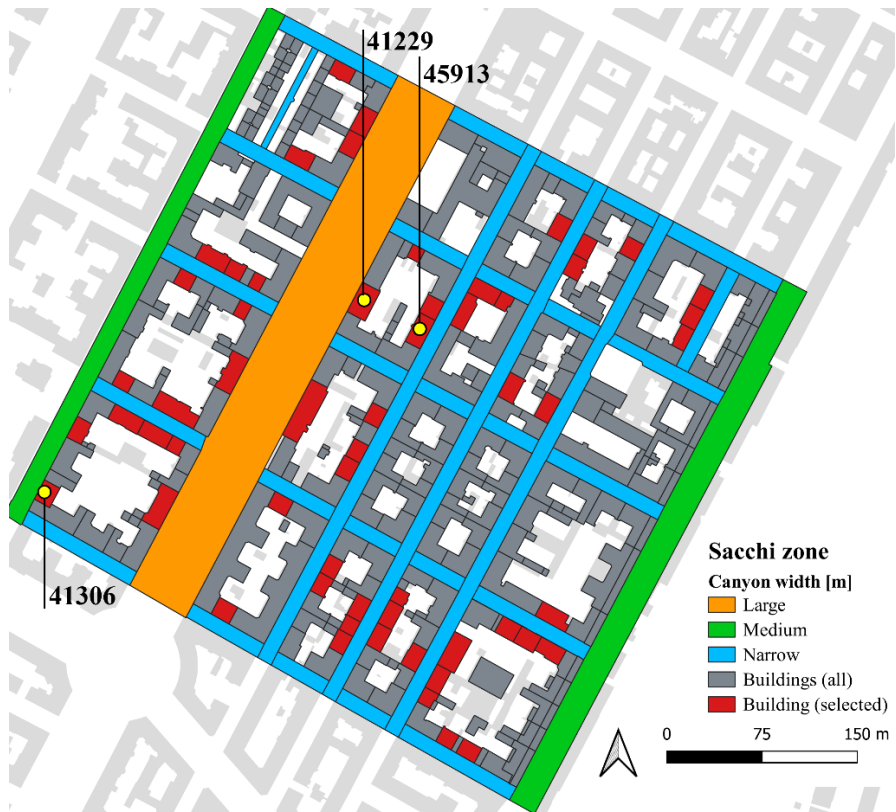 41229
45913
41306
Sacchi zone
Canyon width [m]
Large
Medium
Narrow
Buildings (all)
Building (selected)
0 75 150 m